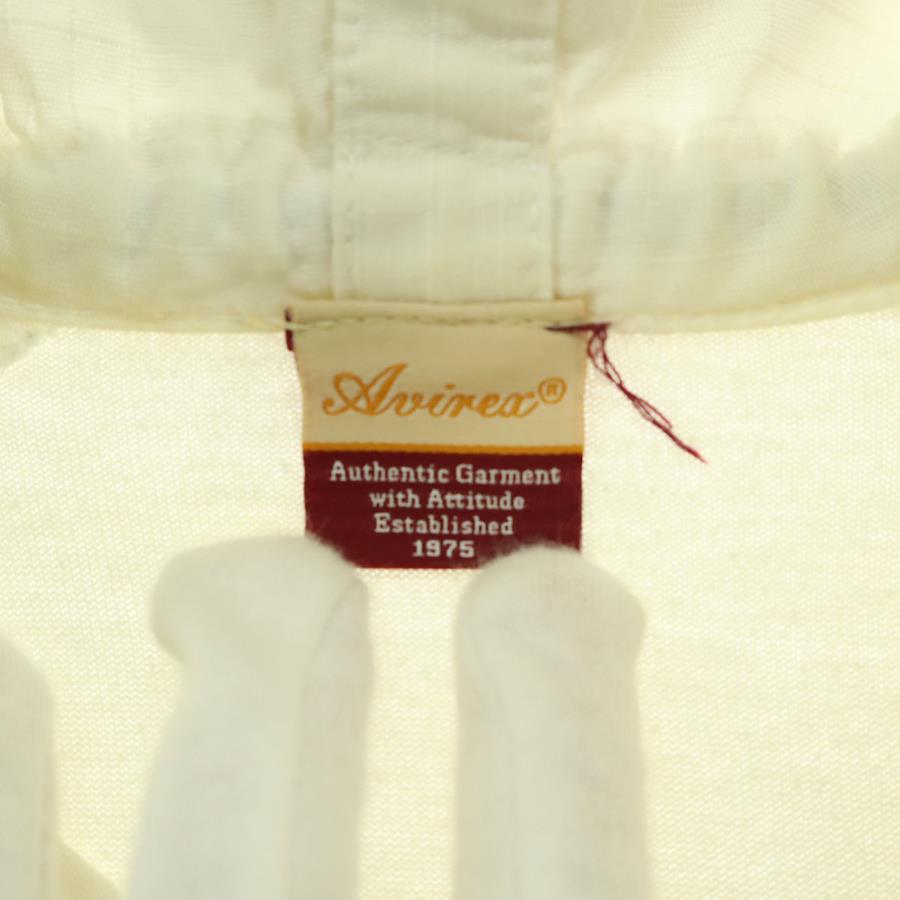 Avirex®
Authentic Garment
with Attitude
Established
1975